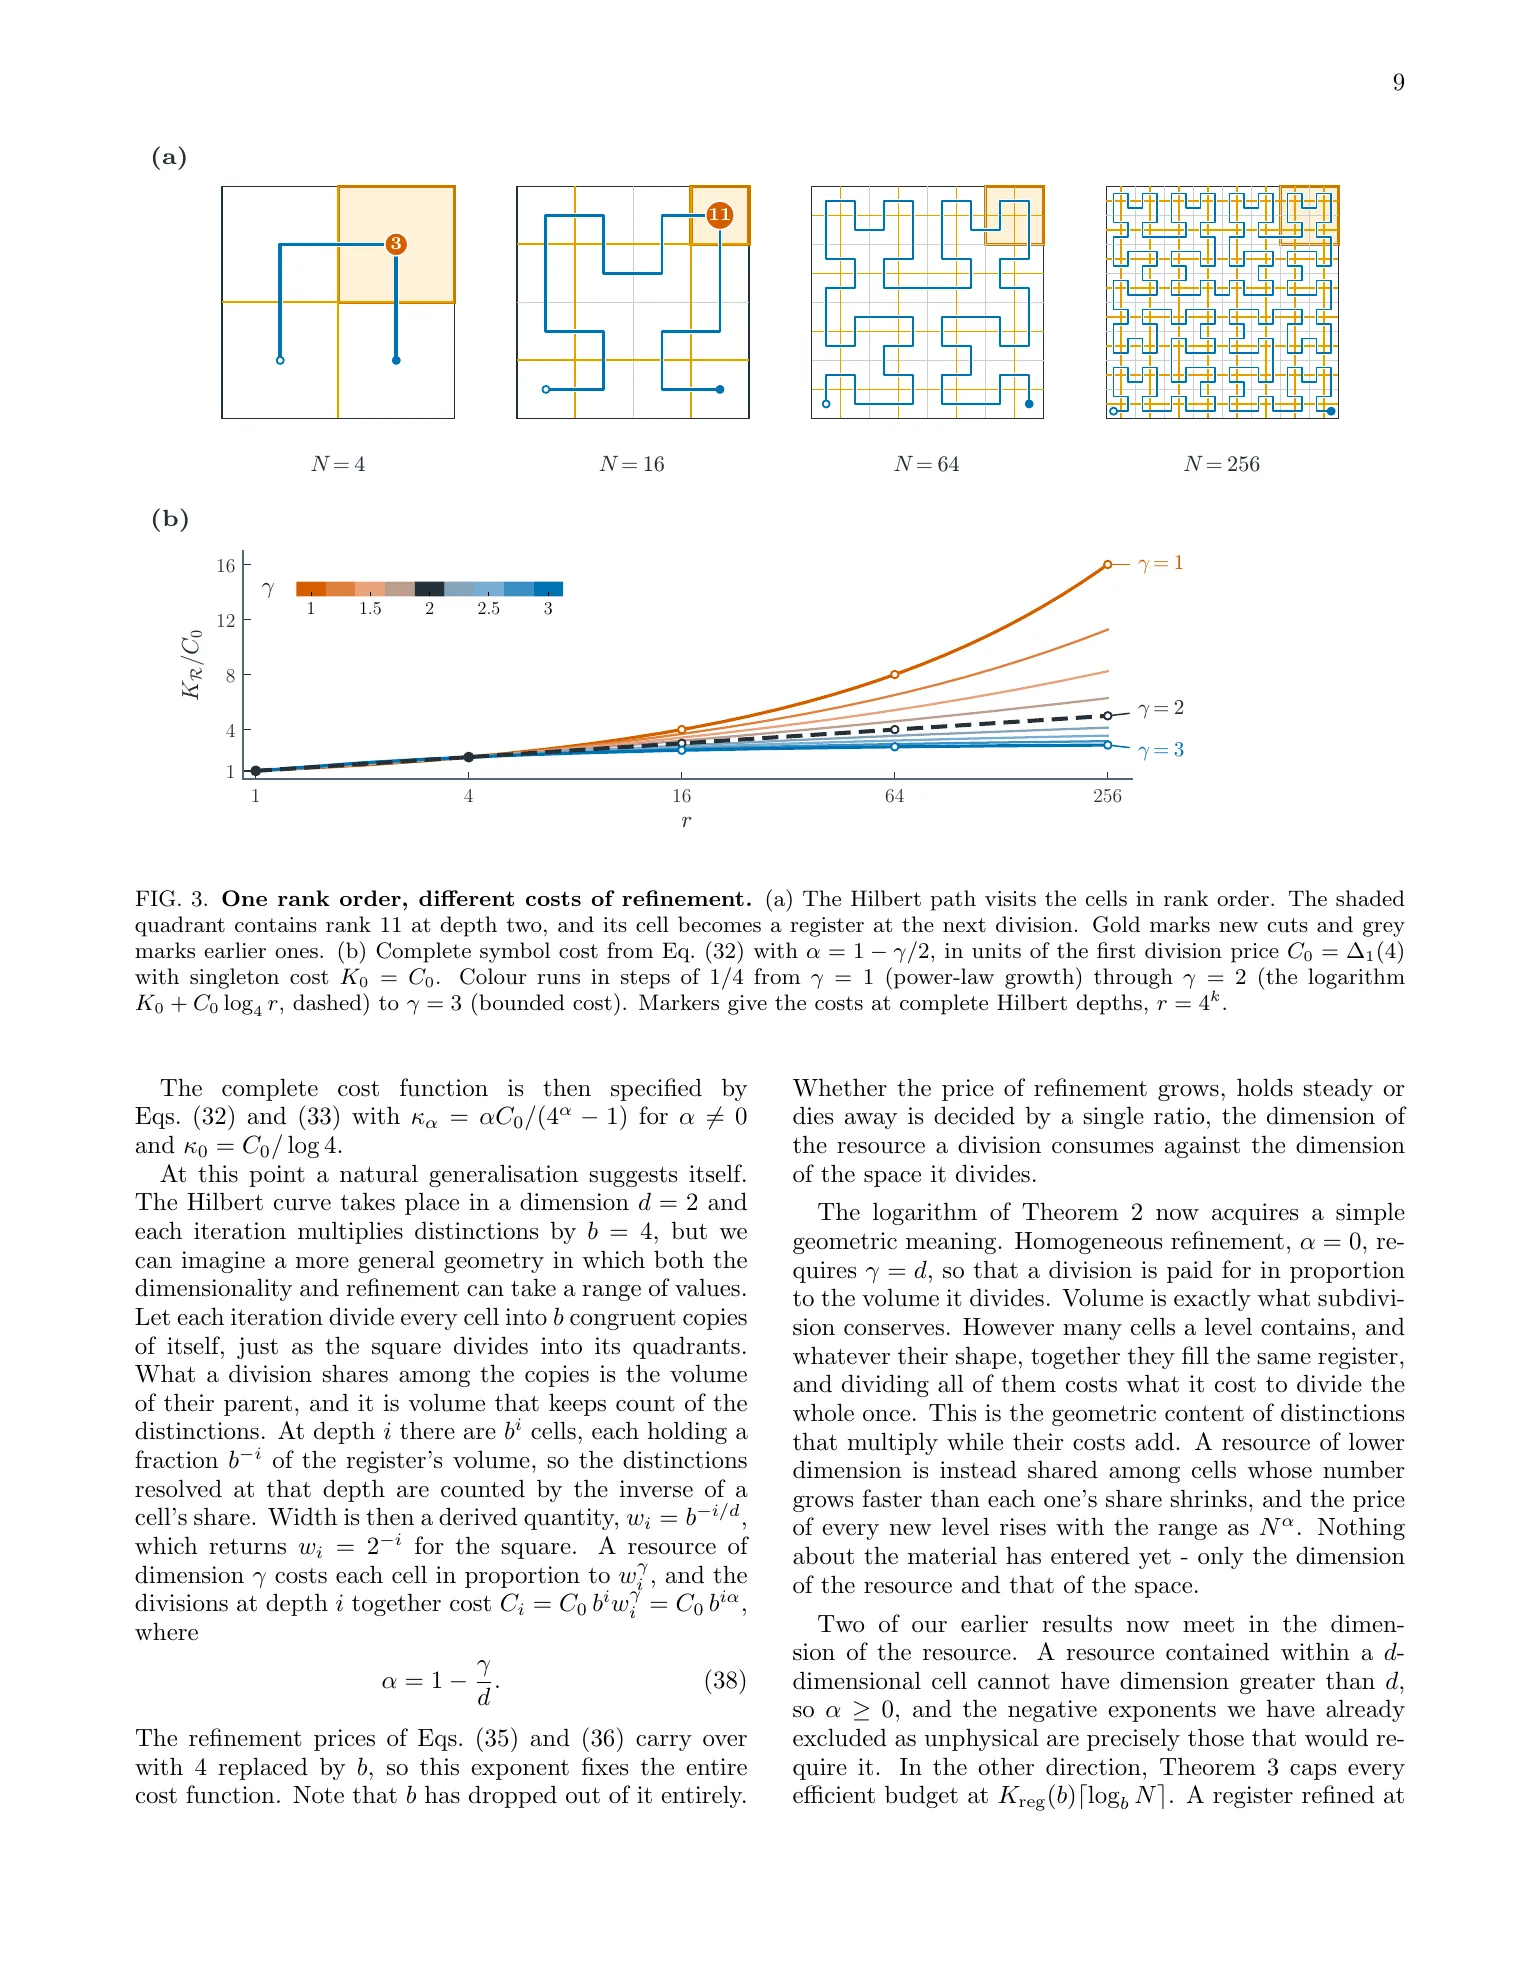 9
(a)
3
11
N = 4
N = 16
N = 64
N = 256
(b)
16
12
8
4
1
K_R/C_0
γ
1
1.5
2
2.5
3
γ = 1
γ = 2
γ = 3
1
4
16
64
256
r
FIG. 3. One rank order, different costs of refinement. (a) The Hilbert path visits the cells in rank order. The shaded
quadrant contains rank 11 at depth two, and its cell becomes a register at the next division. Gold marks new cuts and grey
marks earlier ones. (b) Complete symbol cost from Eq. (32) with α = 1 − γ/2, in units of the first division price C_0 = Δ_1(4)
with singleton cost K_0 = C_0. Colour runs in steps of 1/4 from γ = 1 (power-law growth) through γ = 2 (the logarithm
K_0 + C_0 log_4 r, dashed) to γ = 3 (bounded cost). Markers give the costs at complete Hilbert depths, r = 4^k.
The complete cost function is then specified by
Eqs. (32) and (33) with κ_α = αC_0/(4^α − 1) for α ≠ 0
and κ_0 = C_0/ log 4.
At this point a natural generalisation suggests itself.
The Hilbert curve takes place in a dimension d = 2 and
each iteration multiplies distinctions by b = 4, but we
can imagine a more general geometry in which both the
dimensionality and refinement can take a range of values.
Let each iteration divide every cell into b congruent copies
of itself, just as the square divides into its quadrants.
What a division shares among the copies is the volume
of their parent, and it is volume that keeps count of the
distinctions. At depth i there are b^i cells, each holding a
fraction b^{−i} of the register's volume, so the distinctions
resolved at that depth are counted by the inverse of a
cell's share. Width is then a derived quantity, w_i = b^{−i/d},
which returns w_i = 2^{−i} for the square. A resource of
dimension γ costs each cell in proportion to w_i^γ, and the
divisions at depth i together cost C_i = C_0 b^i w_i^γ = C_0 b^{iα},
where
α = 1 − γ/d. (38)
The refinement prices of Eqs. (35) and (36) carry over
with 4 replaced by b, so this exponent fixes the entire
cost function. Note that b has dropped out of it entirely.
Whether the price of refinement grows, holds steady or
dies away is decided by a single ratio, the dimension of
the resource a division consumes against the dimension
of the space it divides.
The logarithm of Theorem 2 now acquires a simple
geometric meaning. Homogeneous refinement, α = 0, re-
quires γ = d, so that a division is paid for in proportion
to the volume it divides. Volume is exactly what subdivi-
sion conserves. However many cells a level contains, and
whatever their shape, together they fill the same register,
and dividing all of them costs what it cost to divide the
whole once. This is the geometric content of distinctions
that multiply while their costs add. A resource of lower
dimension is instead shared among cells whose number
grows faster than each one's share shrinks, and the price
of every new level rises with the range as N^α. Nothing
about the material has entered yet - only the dimension
of the resource and that of the space.
Two of our earlier results now meet in the dimen-
sion of the resource. A resource contained within a d-
dimensional cell cannot have dimension greater than d,
so α ≥ 0, and the negative exponents we have already
excluded as unphysical are precisely those that would re-
quire it. In the other direction, Theorem 3 caps every
efficient budget at K_reg(b)⌈log_b N⌉. A register refined at